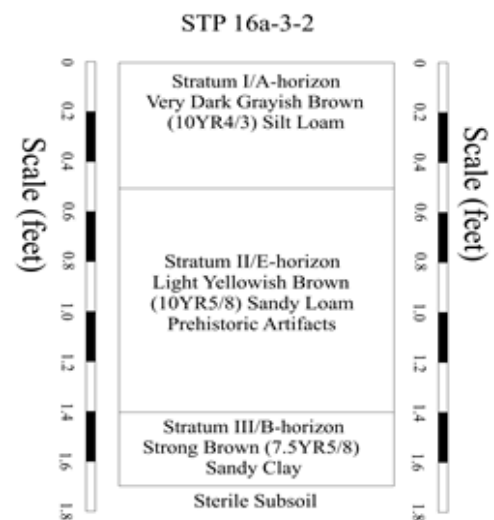 STP 16a-3-2
Scale (feet)
0
0.2
0.4
0.6
0.8
1.0
1.2
1.4
1.6
1.8
Stratum I/A-horizon
Very Dark Grayish Brown
(10YR4/3) Silt Loam
Stratum II/E-horizon
Light Yellowish Brown
(10YR5/8) Sandy Loam
Prehistoric Artifacts
Stratum III/B-horizon
Strong Brown (7.5YR5/8)
Sandy Clay
Sterile Subsoil
0
0.2
0.4
0.6
0.8
1.0
1.2
1.4
1.6
1.8
Scale (feet)